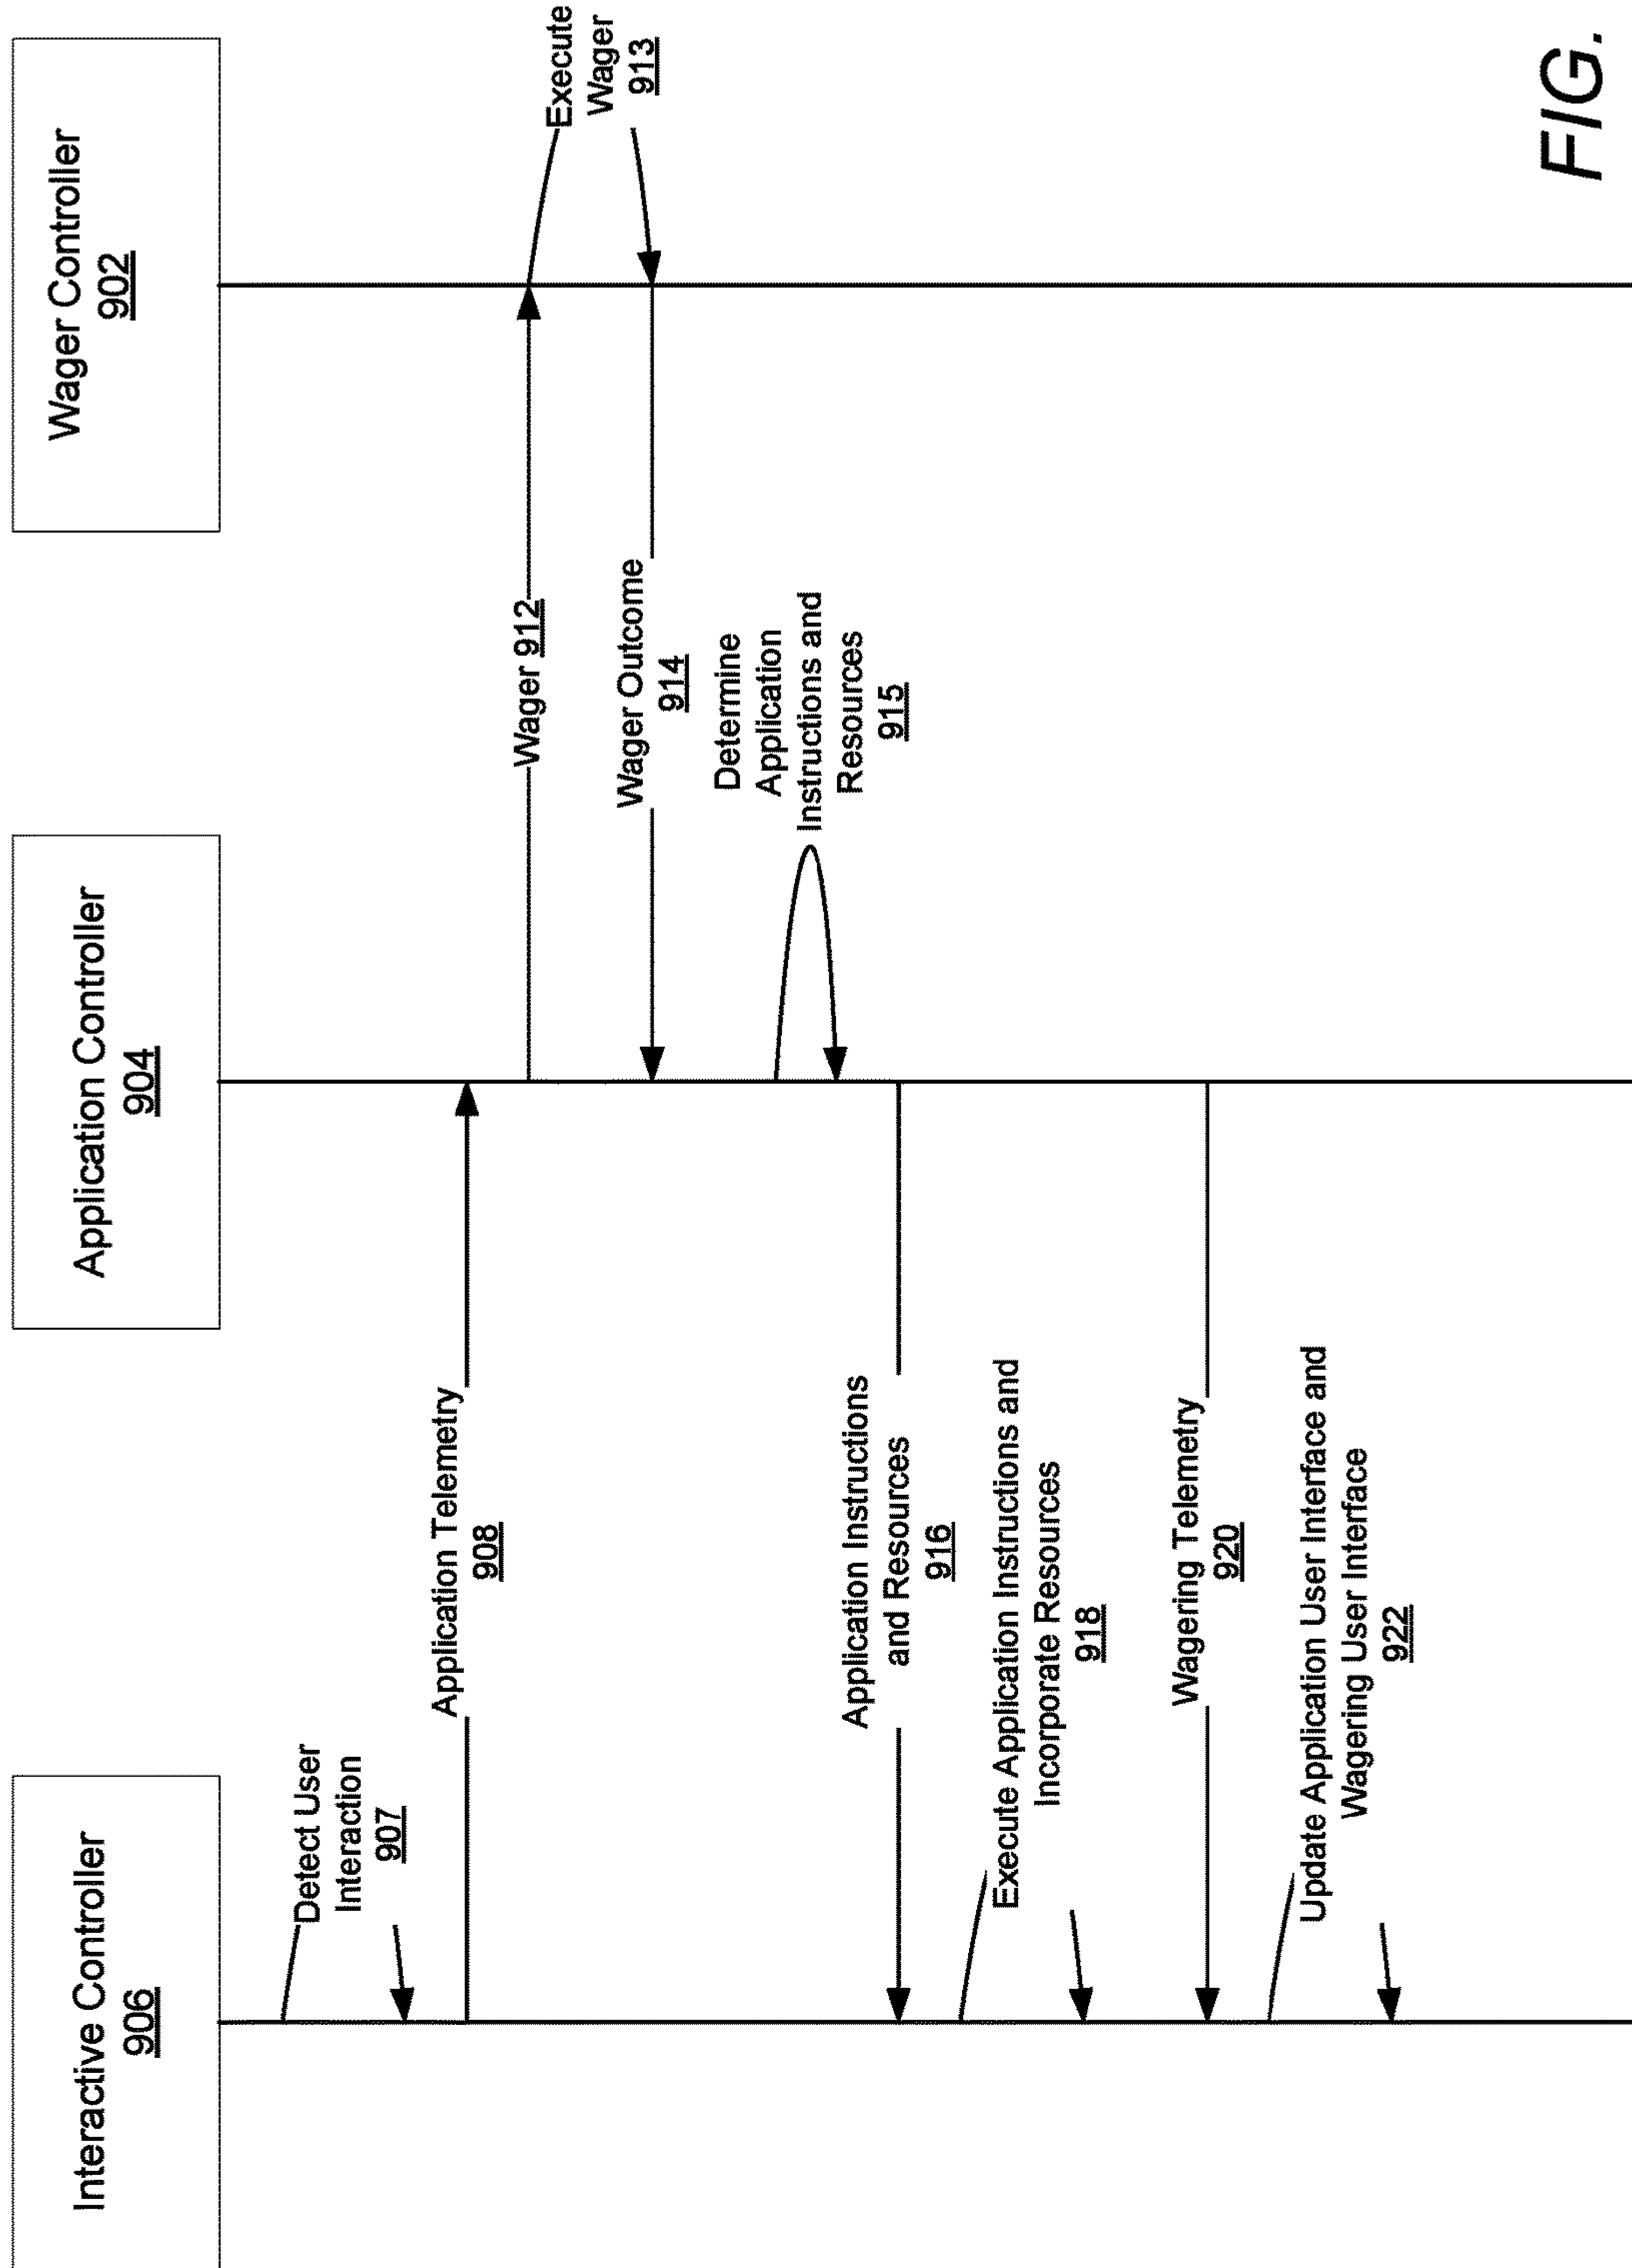 Interactive Controller
906
Application Controller
904
Wager Controller
902
Detect User
Interaction
907
Application Telemetry
908
Wager 912
Execute
Wager
913
Wager Outcome
914
Determine
Application
Instructions and
Resources
915
Application Instructions
and Resources
916
Execute Application Instructions and
Incorporate Resources
918
Wagering Telemetry
920
Update Application User Interface and
Wagering User Interface
922
FIG.